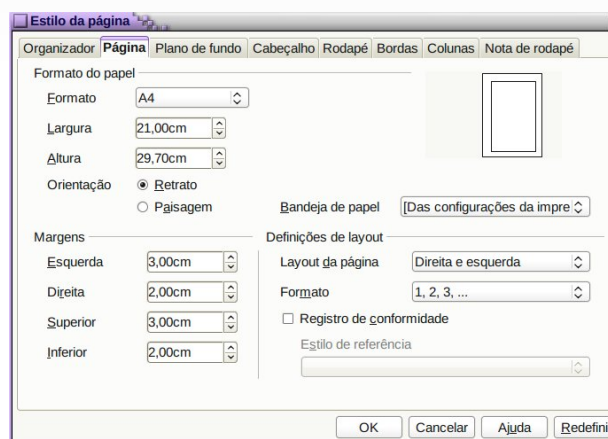 Estilo da página
Organizador Página Plano de fundo Cabeçalho Rodapé Bordas Colunas Nota de rodapé
Formato do papel
Formato A4
Largura 21,00cm
Altura 29,70cm
Orientação Retrato
Paisagem
Bandeja de papel [Das configurações da impre
Margens
Esquerda 3,00cm
Direita 2,00cm
Superior 3,00cm
Inferior 2,00cm
Definições de layout
Layout da página Direita e esquerda
Formato 1, 2, 3, ...
Registro de conformidade
Estilo de referência
OK Cancelar Ajuda Redefini